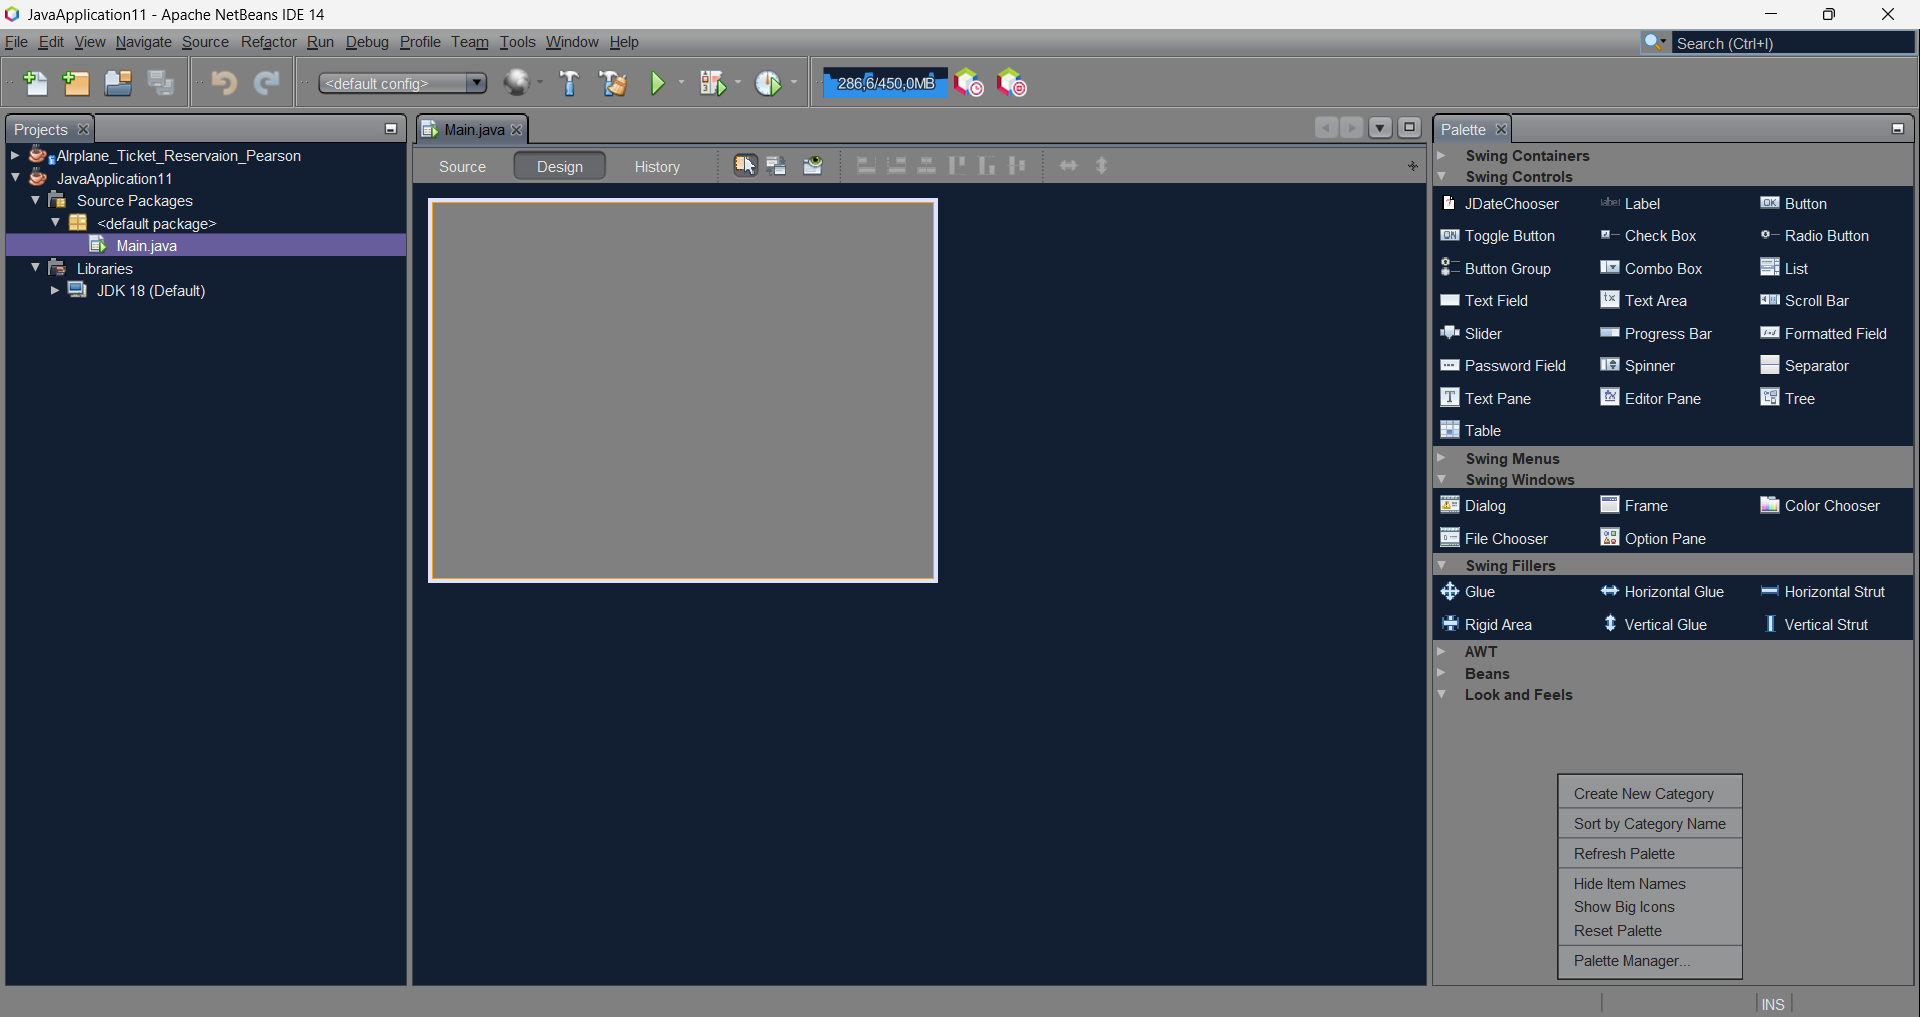 JavaApplication11 - Apache NetBeans IDE 14
File Edit View Navigate Source Refactor Run Debug Profile Team Tools Window Help
Search (Ctrl+I)
<default config>
286,6/450,0MB
Projects
AIrplane_Ticket_Reservaion_Pearson
JavaApplication11
Source Packages
<default package>
Main.java
Libraries
JDK 18 (Default)
Main.java
Source Design History
Palette
Swing Containers
Swing Controls
JDateChooser Label Button
Toggle Button Check Box Radio Button
Button Group Combo Box List
Text Field Text Area Scroll Bar
Slider Progress Bar Formatted Field
Password Field Spinner Separator
Text Pane Editor Pane Tree
Table
Swing Menus
Swing Windows
Dialog Frame Color Chooser
File Chooser Option Pane
Swing Fillers
Glue Horizontal Glue Horizontal Strut
Rigid Area Vertical Glue Vertical Strut
AWT
Beans
Look and Feels
Create New Category
Sort by Category Name
Refresh Palette
Hide Item Names
Show Big Icons
Reset Palette
Palette Manager...
INS